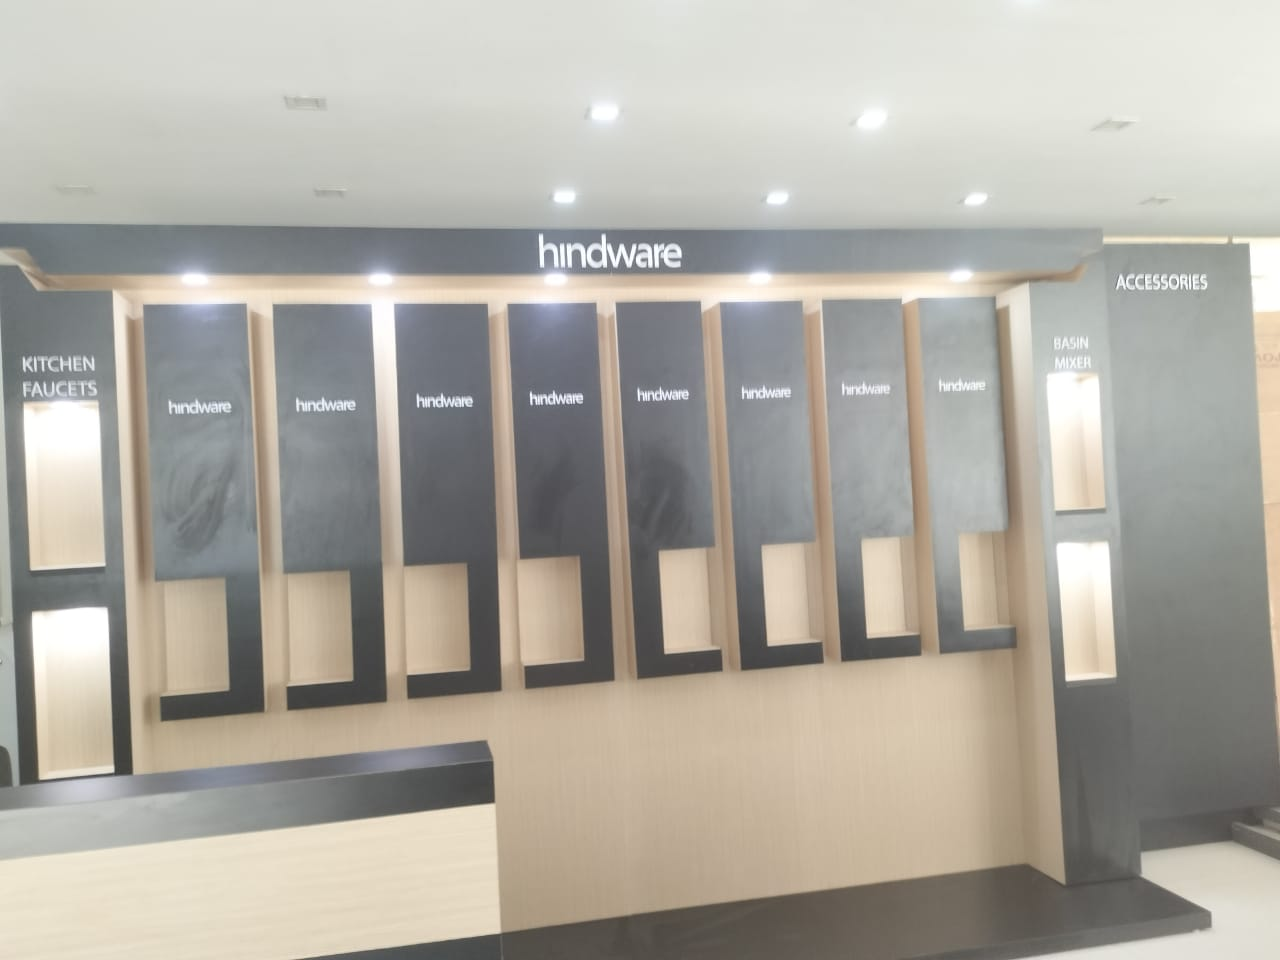 hindware
ACCESSORIES
KITCHEN
FAUCETS
hindware
hindware
hindware
hindware
hindware
hindware
hindware
hindware
BASIN
MIXER